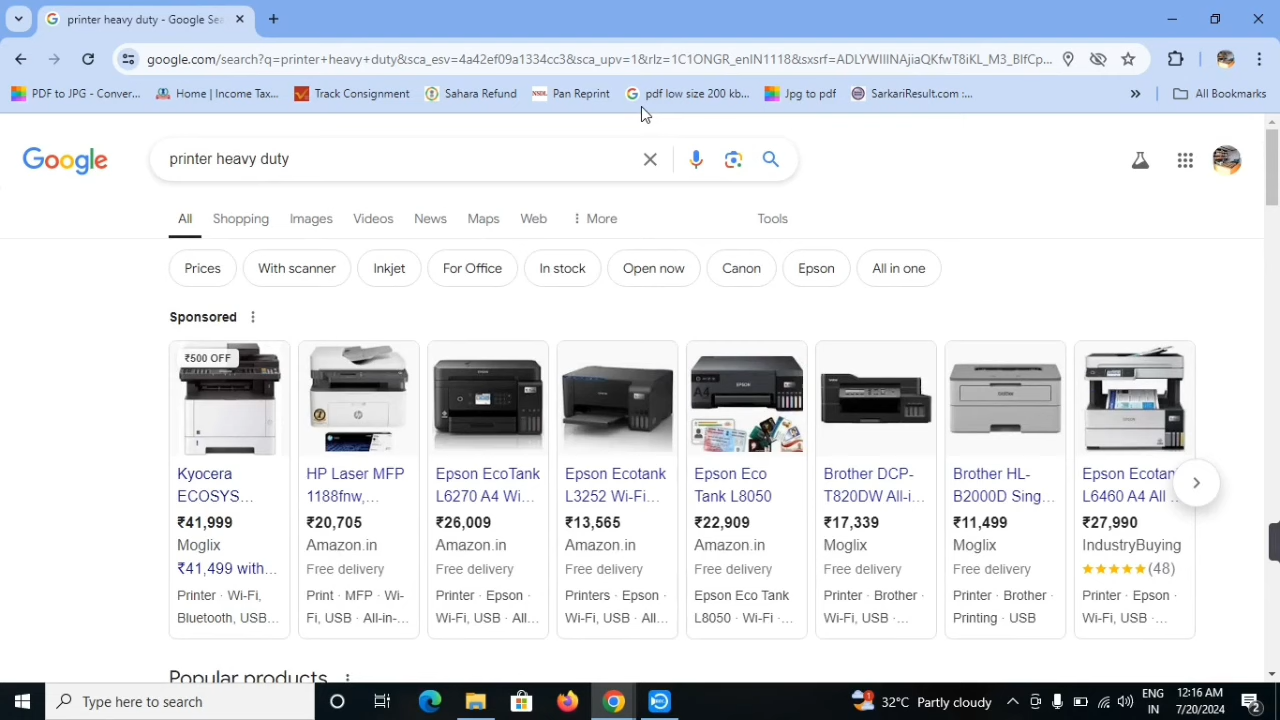 printer heavy duty - Google Sea
google.com/search?q=printer+heavy+duty&sca_esv=4a42ef09a1334cc3&sca_upv=1&rlz=1C1ONGR_enIN1118&sxsrf=ADLYWIIINAjiaQKfwT8iKL_M3_BIfCp...
PDF to JPG - Conver... Home | Income Tax... Track Consignment Sahara Refund NSDL Pan Reprint pdf low size 200 kb... Jpg to pdf SarkariResult.com :... » All Bookmarks
Google printer heavy duty
All Shopping Images Videos News Maps Web More Tools
Prices With scanner Inkjet For Office In stock Open now Canon Epson All in one
Sponsored
₹500 OFF
A4
Kyocera HP Laser MFP Epson EcoTank Epson Ecotank Epson Eco Brother DCP- Brother HL- Epson Ecotan
ECOSYS... 1188fnw,... L6270 A4 Wi... L3252 Wi-Fi... Tank L8050 T820DW All-i... B2000D Sing... L6460 A4 All ...
₹41,999 ₹20,705 ₹26,009 ₹13,565 ₹22,909 ₹17,339 ₹11,499 ₹27,990
Moglix Amazon.in Amazon.in Amazon.in Amazon.in Moglix Moglix IndustryBuying
₹41,499 with... Free delivery Free delivery Free delivery Free delivery Free delivery Free delivery (48)
Printer · Wi-Fi, Print · MFP · Wi- Printer · Epson · Printers · Epson · Epson Eco Tank Printer · Brother · Printer · Brother · Printer · Epson ·
Bluetooth, USB... Fi, USB · All-in-... Wi-Fi, USB · All... Wi-Fi, USB · All... L8050 · Wi-Fi ·... Wi-Fi, USB ·... Printing · USB Wi-Fi, USB ·...
Popular products
Type here to search 1 32°C Partly cloudy ENG 12:16 AM
IN 7/20/2024 2